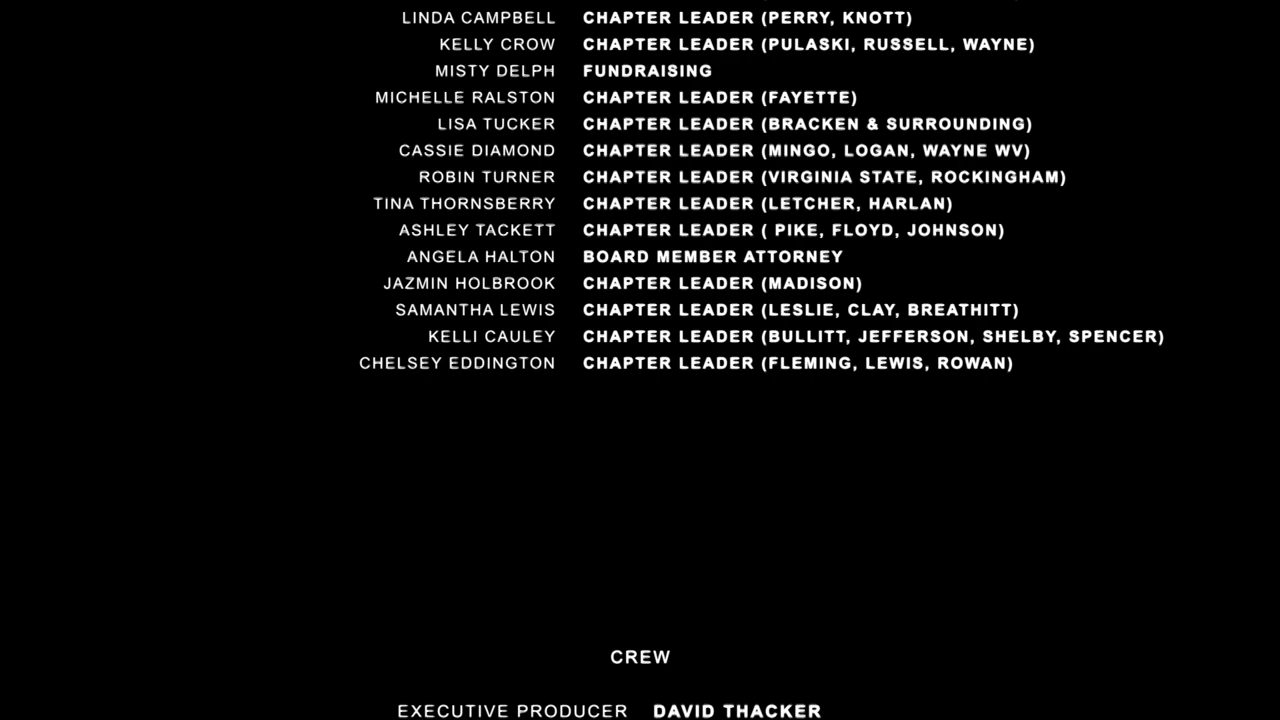 LINDA CAMPBELL CHAPTER LEADER (PERRY, KNOTT)
KELLY CROW CHAPTER LEADER (PULASKI, RUSSELL, WAYNE)
MISTY DELPH FUNDRAISING
MICHELLE RALSTON CHAPTER LEADER (FAYETTE)
LISA TUCKER CHAPTER LEADER (BRACKEN & SURROUNDING)
CASSIE DIAMOND CHAPTER LEADER (MINGO, LOGAN, WAYNE WV)
ROBIN TURNER CHAPTER LEADER (VIRGINIA STATE, ROCKINGHAM)
TINA THORNSBERRY CHAPTER LEADER (LETCHER, HARLAN)
ASHLEY TACKETT CHAPTER LEADER ( PIKE, FLOYD, JOHNSON)
ANGELA HALTON BOARD MEMBER ATTORNEY
JAZMIN HOLBROOK CHAPTER LEADER (MADISON)
SAMANTHA LEWIS CHAPTER LEADER (LESLIE, CLAY, BREATHITT)
KELLI CAULEY CHAPTER LEADER (BULLITT, JEFFERSON, SHELBY, SPENCER)
CHELSEY EDDINGTON CHAPTER LEADER (FLEMING, LEWIS, ROWAN)
CREW
EXECUTIVE PRODUCER DAVID THACKER